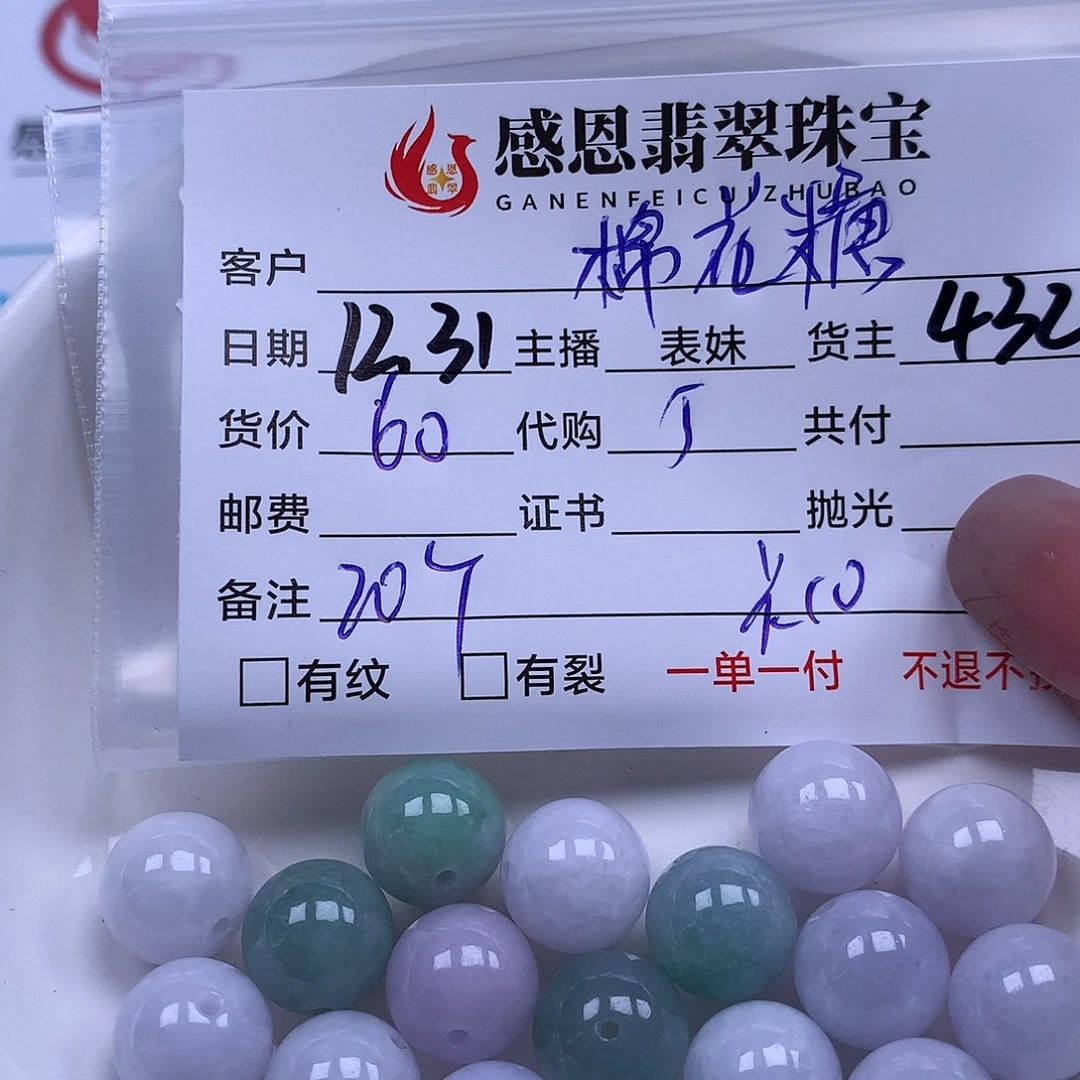 感恩翡翠珠宝
GANENFEICUIZHUBAO
客户 棉花糖
日期 12.31 主播 表妹 货主 432
货价 60 代购 5 共付
邮费 证书 抛光
备注 20个
有纹 有裂 一单一付 不退不